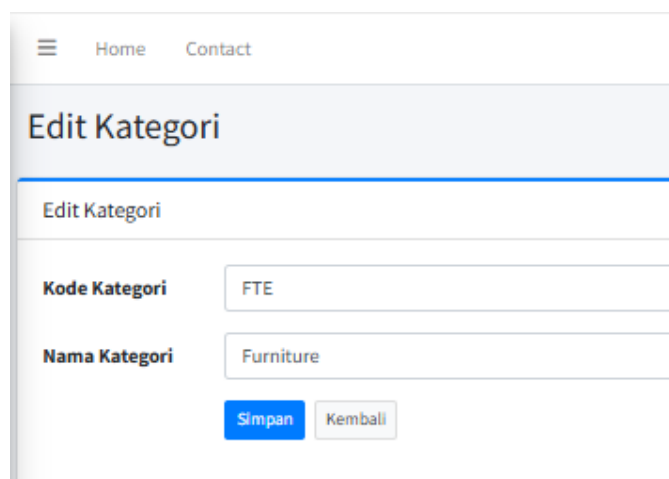 Home Contact
Edit Kategori
Edit Kategori
Kode Kategori FTE
Nama Kategori Furniture
Simpan Kembali